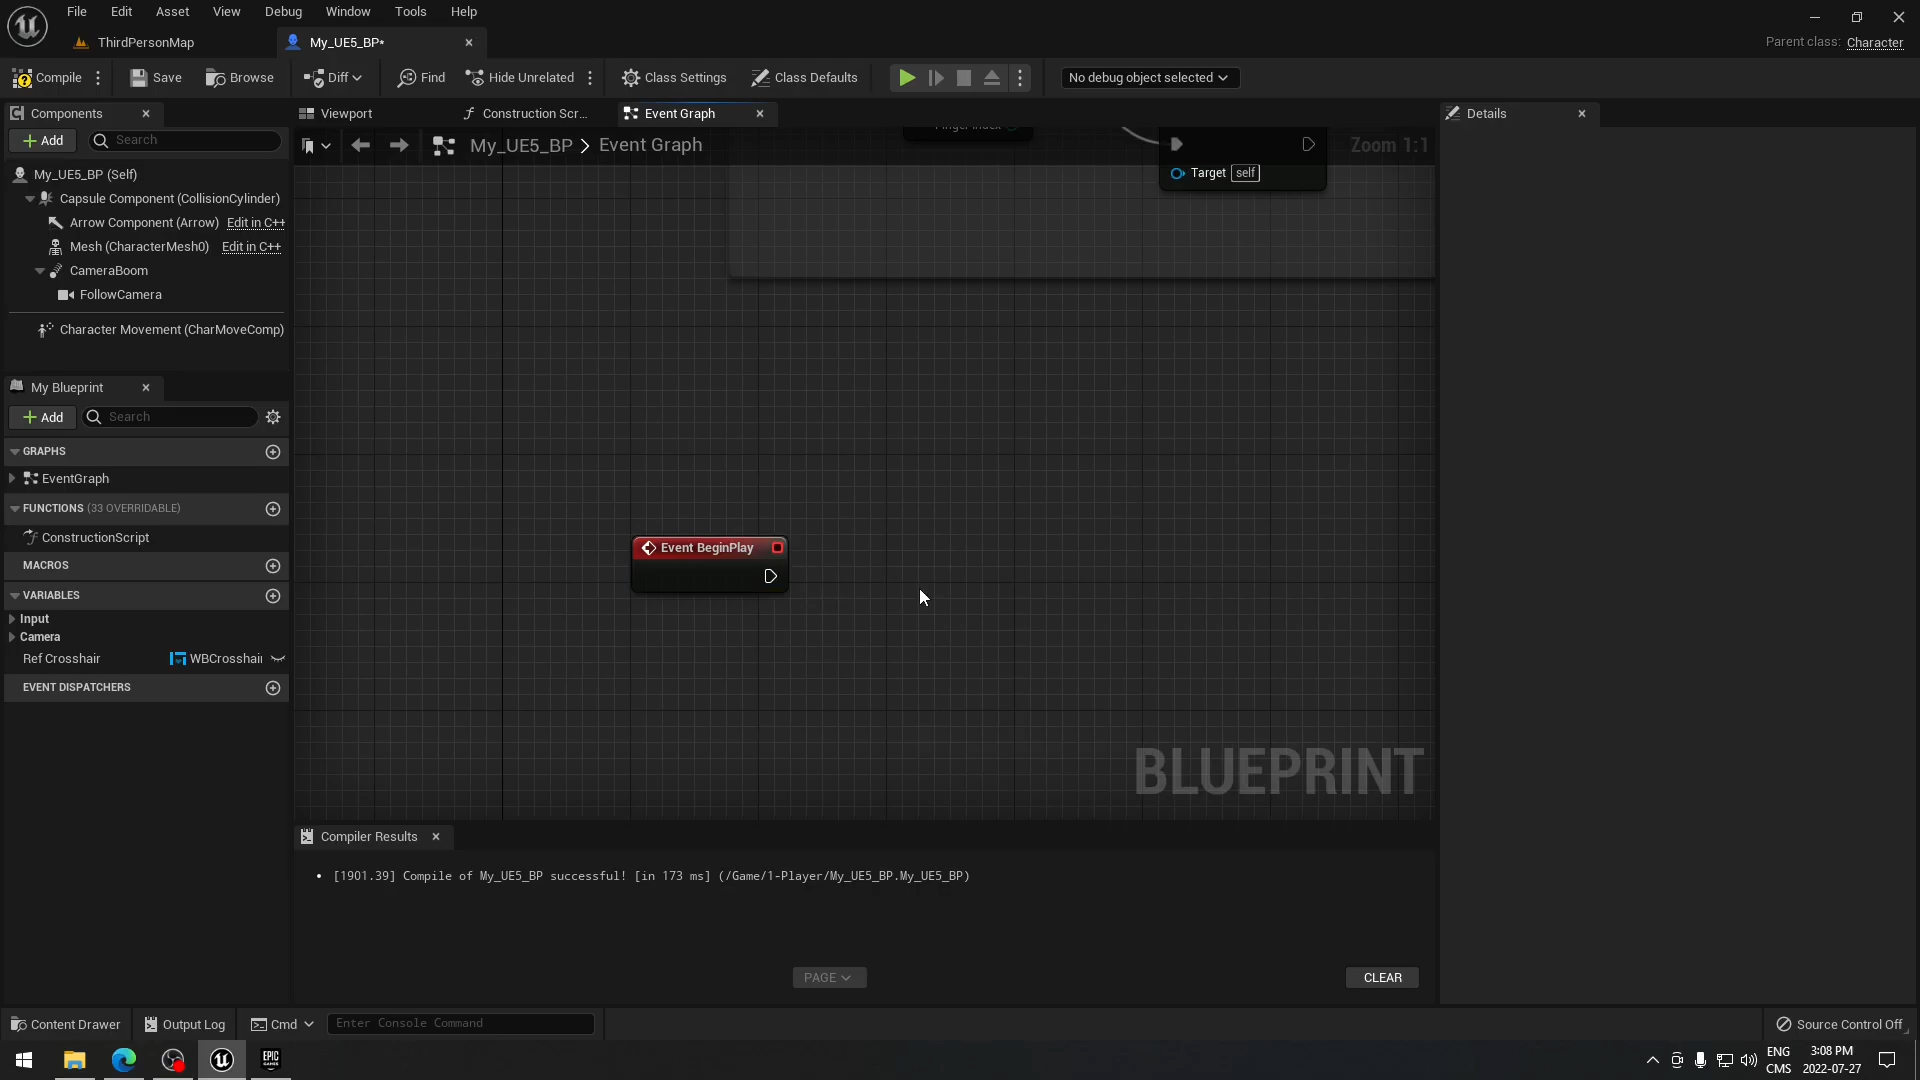 File Edit Asset View Debug Window Tools Help
ThirdPersonMap
My_UE5_BP*
Parent class: Character
Compile Save Browse Diff Find Hide Unrelated Class Settings Class Defaults No debug object selected
Components
Viewport Construction Scr... Event Graph
Details
Add Search
My_UE5_BP > Event Graph
Zoom 1:1
My_UE5_BP (Self)
Capsule Component (CollisionCylinder)
Arrow Component (Arrow) Edit in C++
Mesh (CharacterMesh0) Edit in C++
CameraBoom
FollowCamera
Character Movement (CharMoveComp)
Finger Index
Target self
My Blueprint
Add Search
GRAPHS
EventGraph
FUNCTIONS (33 OVERRIDABLE)
ConstructionScript
MACROS
VARIABLES
Input
Camera
Ref Crosshair WBCrosshair
EVENT DISPATCHERS
Event BeginPlay
BLUEPRINT
Compiler Results
[1901.39] Compile of My_UE5_BP successful! [in 173 ms] (/Game/1-Player/My_UE5_BP.My_UE5_BP)
PAGE
CLEAR
Content Drawer Output Log Cmd Enter Console Command
Source Control Off
EPIC
GAMES
ENG
CMS
3:08 PM
2022-07-27